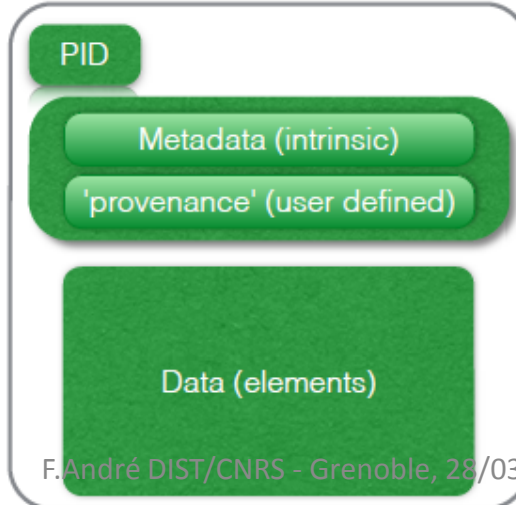 PID
Metadata (intrinsic)
'provenance' (user defined)
Data (elements)
F.André DIST/CNRS - Grenoble, 28/03